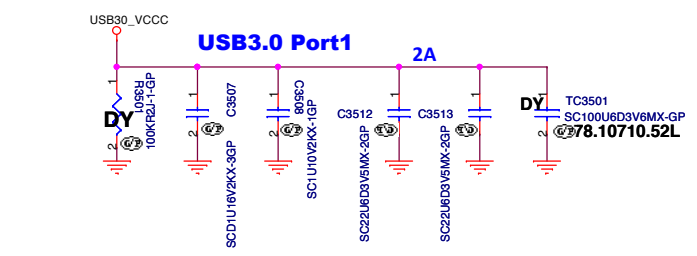 USB30_VCCC
USB3.0 Port1
2A
1
R3501
100KR2J-1-GP
DY
2
1
C3507
SCD1U16V2KX-3GP
2
1
C3508
SC1U10V2KX-1GP
2
1
C3512
SC22U6D3V5MX-2GP
2
1
C3513
SC22U6D3V5MX-2GP
2
1
DY
TC3501
SC100U6D3V6MX-GP
78.10710.52L
2